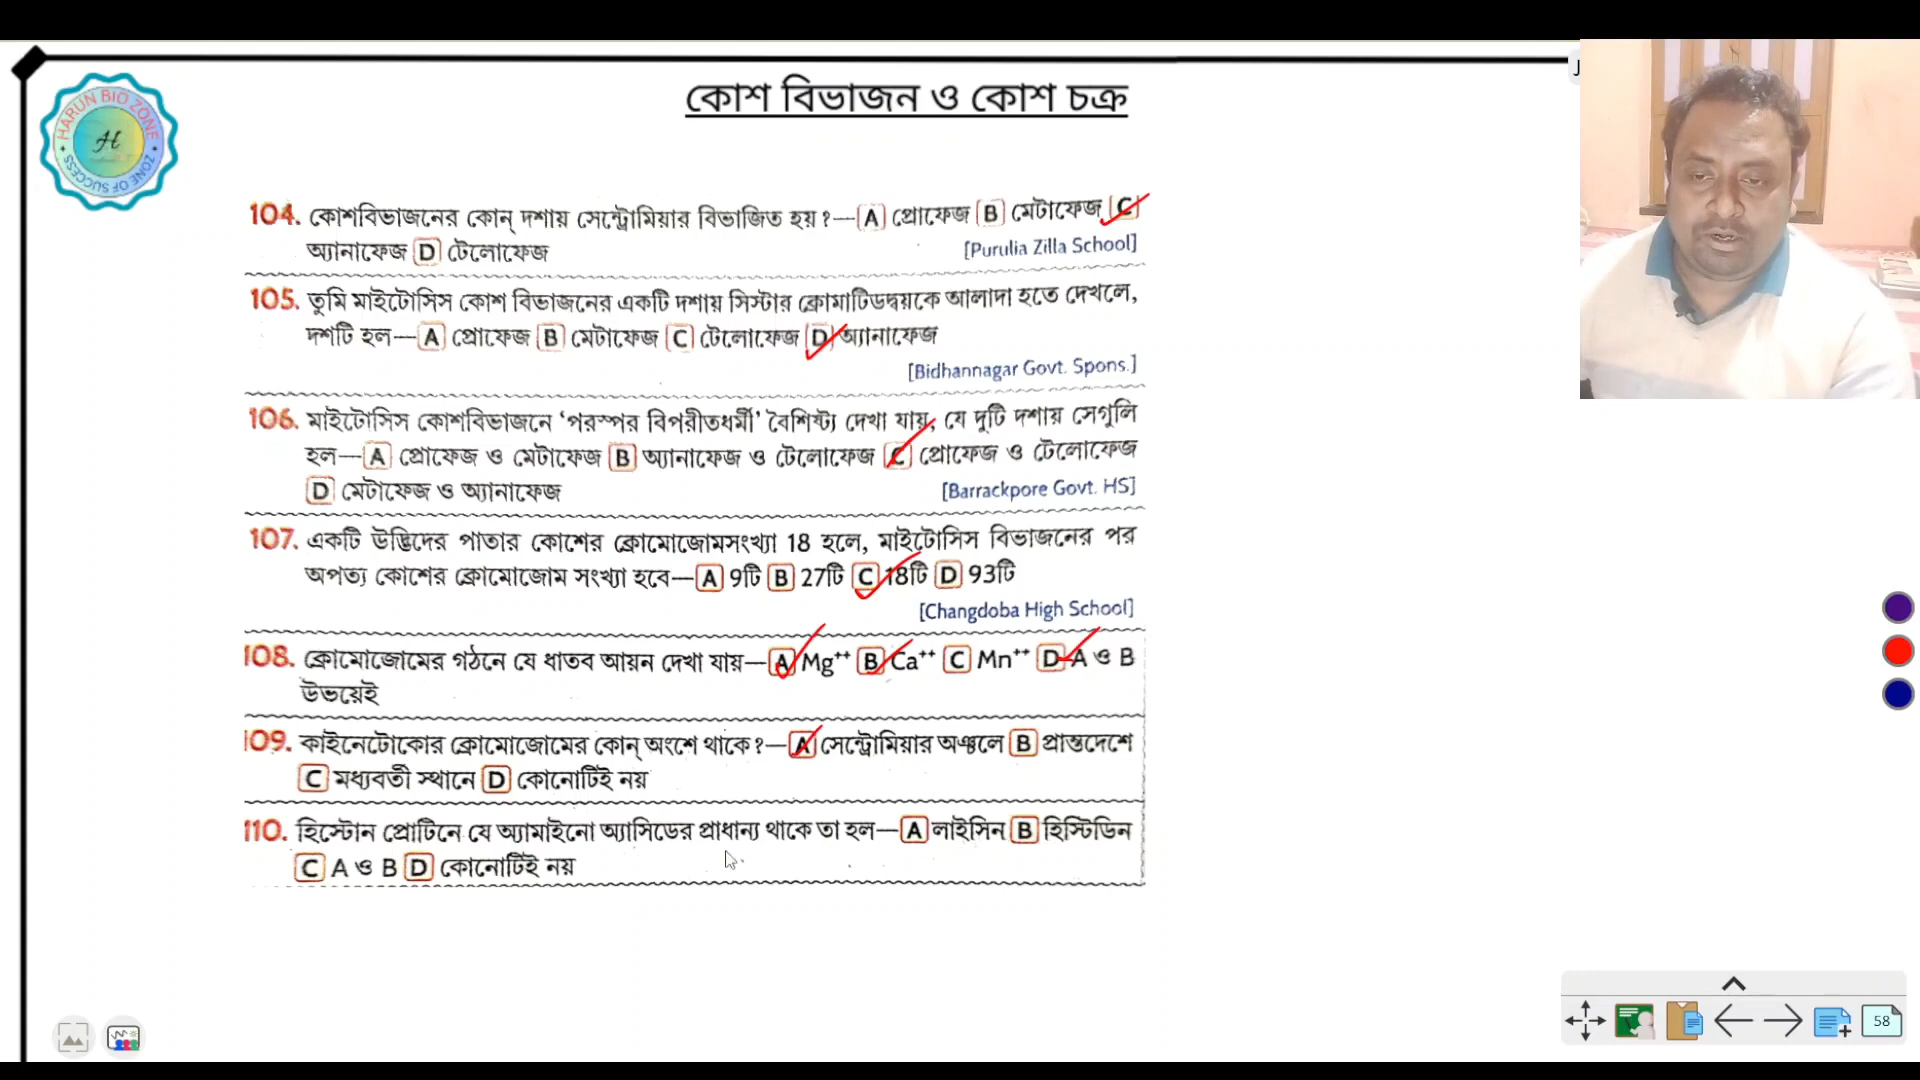 কোশ বিভাজন ও কোশ চক্র
HARUN BIO ZONE
ZONE OF SUCCESS
H
104. কোশবিভাজনের কোন্ দশায় সেন্ট্রোমিয়ার বিভাজিত হয়?—A প্রোফেজ B মেটাফেজ C
অ্যানাফেজ D টেলোফেজ [Purulia Zilla School]
105. তুমি মাইটোসিস কোশ বিভাজনের একটি দশায় সিস্টার ক্রোমাটিডদ্বয়কে আলাদা হতে দেখলে,
দশাটি হল—A প্রোফেজ B মেটাফেজ C টেলোফেজ D অ্যানাফেজ
[Bidhannagar Govt. Spons.]
106. মাইটোসিস কোশবিভাজনে ‘পরস্পর বিপরীতধর্মী’ বৈশিষ্ট্য দেখা যায়, যে দুটি দশায় সেগুলি
হল—A প্রোফেজ ও মেটাফেজ B অ্যানাফেজ ও টেলোফেজ C প্রোফেজ ও টেলোফেজ
D মেটাফেজ ও অ্যানাফেজ [Barrackpore Govt. HS]
107. একটি উদ্ভিদের পাতার কোশের ক্রোমোজোমসংখ্যা 18 হলে, মাইটোসিস বিভাজনের পর
অপত্য কোশের ক্রোমোজোম সংখ্যা হবে—A 9টি B 27টি C 18টি D 93টি
[Changdoba High School]
108. ক্রোমোজোমের গঠনে যে ধাতব আয়ন দেখা যায়—A Mg⁺⁺ B Ca⁺⁺ C Mn⁺⁺ D A ও B
উভয়েই
109. কাইনেটোকোর ক্রোমোজোমের কোন্ অংশে থাকে?—A সেন্ট্রোমিয়ার অঞ্চলে B প্রান্তদেশে
C মধ্যবর্তী স্থানে D কোনোটিই নয়
110. হিস্টোন প্রোটিনে যে অ্যামাইনো অ্যাসিডের প্রাধান্য থাকে তা হল—A লাইসিন B হিস্টিডিন
C A ও B D কোনোটিই নয়
58